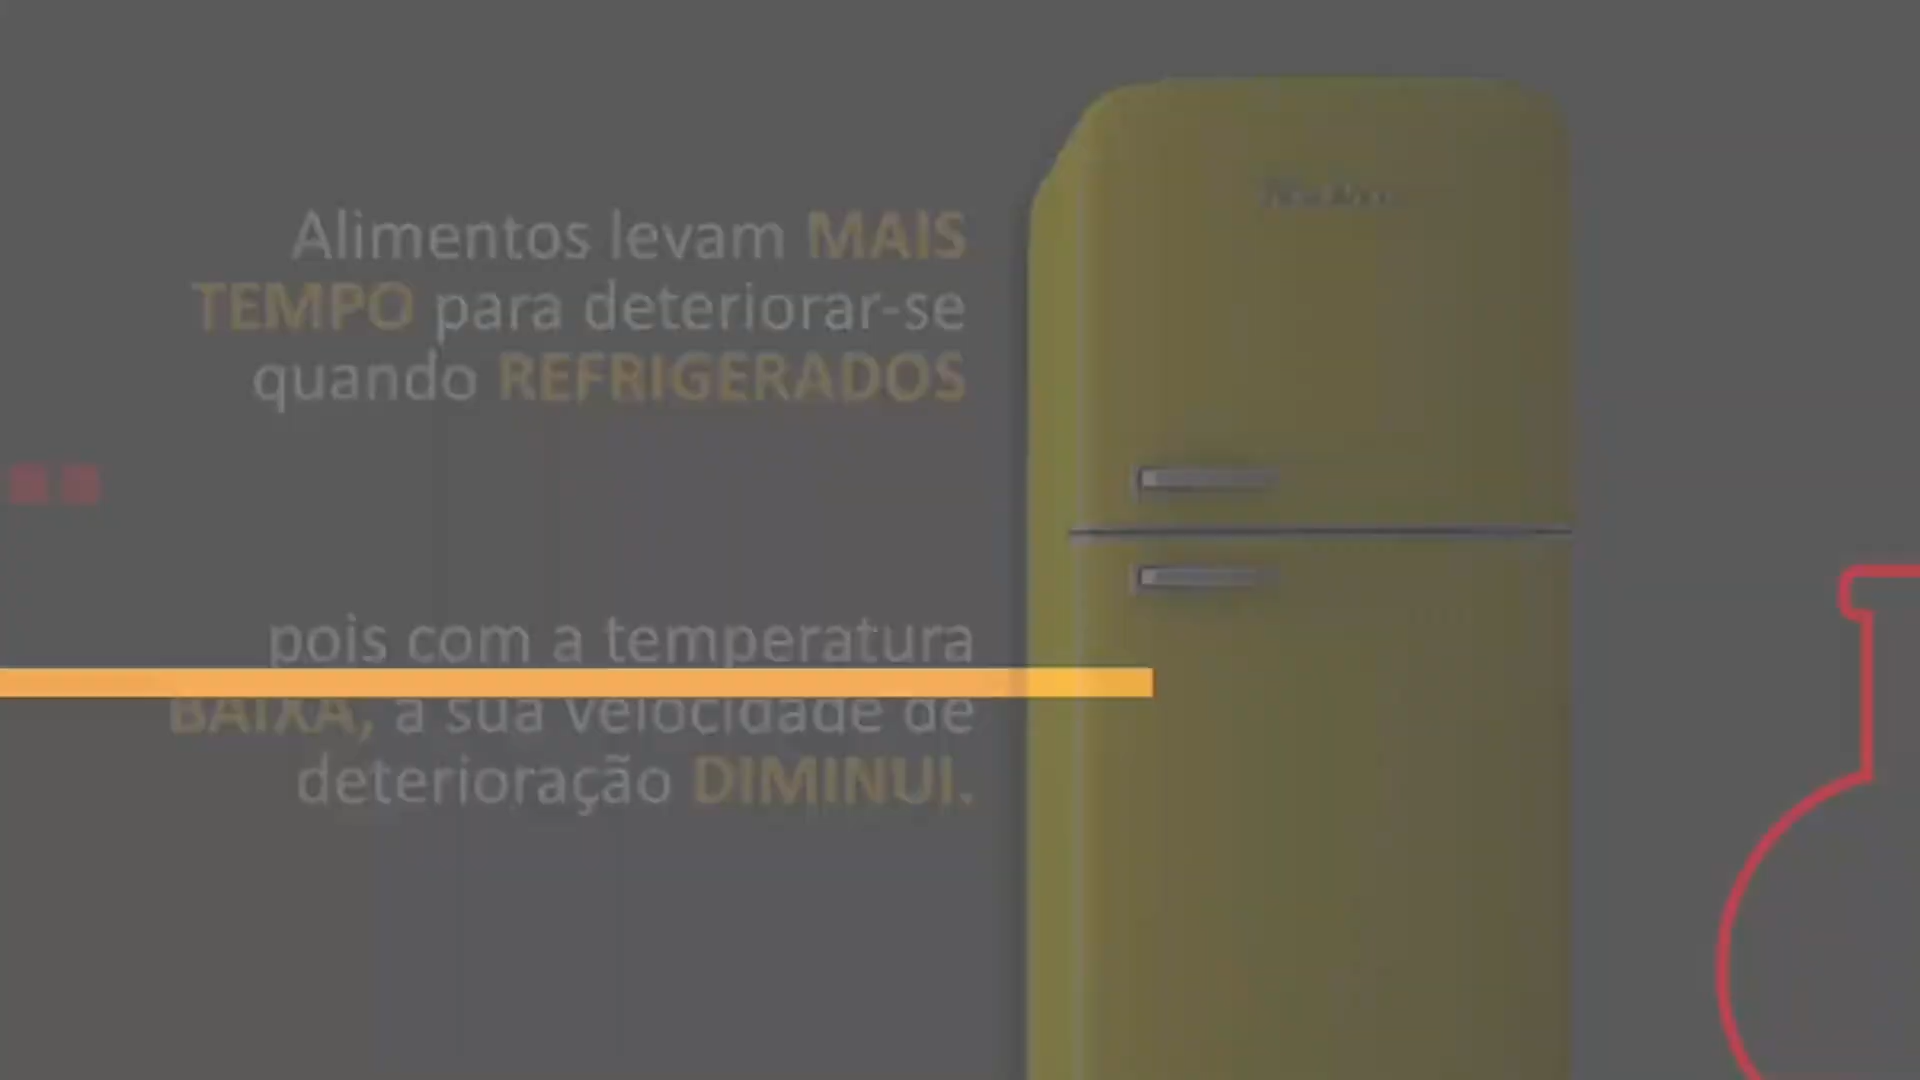 Alimentos levam MAIS
TEMPO para deteriorar-se
quando REFRIGERADOS
pois com a temperatura
BAIXA, a sua velocidade de
deterioração DIMINUI.